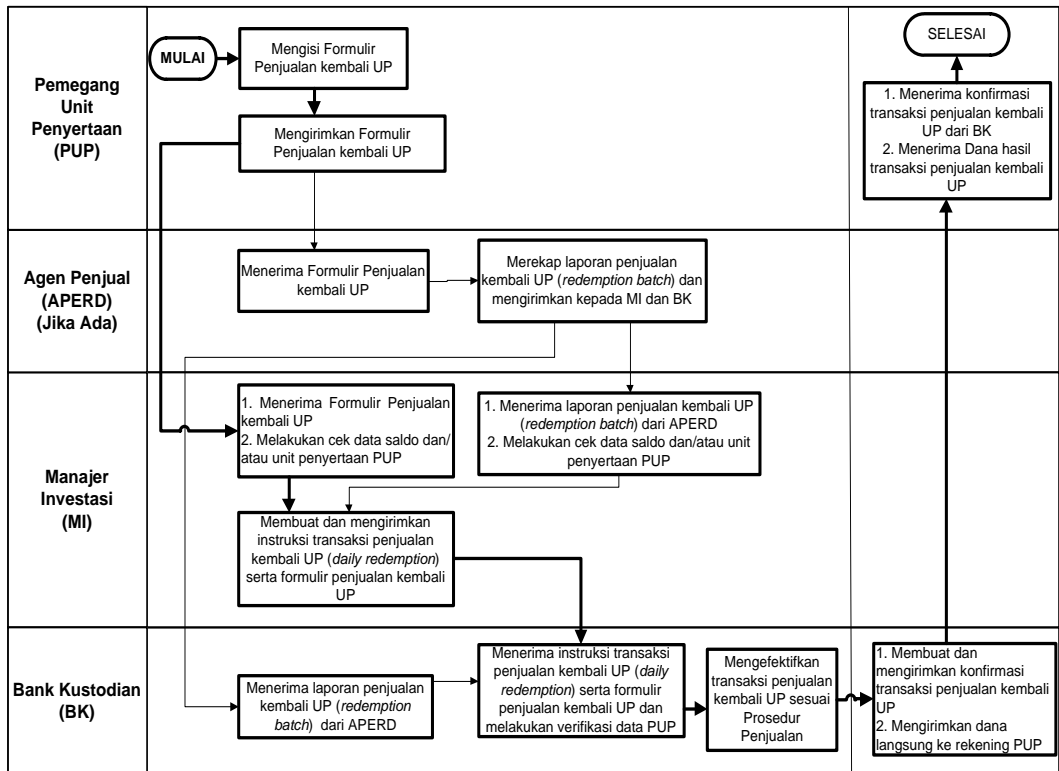 Pemegang
Unit
Penyertaan
(PUP)
MULAI
Mengisi Formulir
Penjualan kembali UP
Mengirimkan Formulir
Penjualan kembali UP
SELESAI
1. Menerima konfirmasi
transaksi penjualan kembali
UP dari BK
2. Menerima Dana hasil
transaksi penjualan kembali
UP
Agen Penjual
(APERD)
(Jika Ada)
Menerima Formulir Penjualan
kembali UP
Merekap laporan penjualan
kembali UP (redemption batch) dan
mengirimkan kepada MI dan BK
Manajer
Investasi
(MI)
1. Menerima Formulir Penjualan
kembali UP
2. Melakukan cek data saldo dan/
atau unit penyertaan PUP
1. Menerima laporan penjualan kembali UP
(redemption batch) dari APERD
2. Melakukan cek data saldo dan/atau unit
penyertaan PUP
Membuat dan mengirimkan
instruksi transaksi penjualan
kembali UP (daily redemption)
serta formulir penjualan kembali
UP
Bank Kustodian
(BK)
Menerima laporan penjualan
kembali UP (redemption
batch) dari APERD
Menerima instruksi transaksi
penjualan kembali UP (daily
redemption) serta formulir
penjualan kembali UP dan
melakukan verifikasi data PUP
Mengefektifkan
transaksi penjualan
kembali UP sesuai
Prosedur
Penjualan
1. Membuat dan
mengirimkan konfirmasi
transaksi penjualan kembali
UP
2. Mengirimkan dana
langsung ke rekening PUP